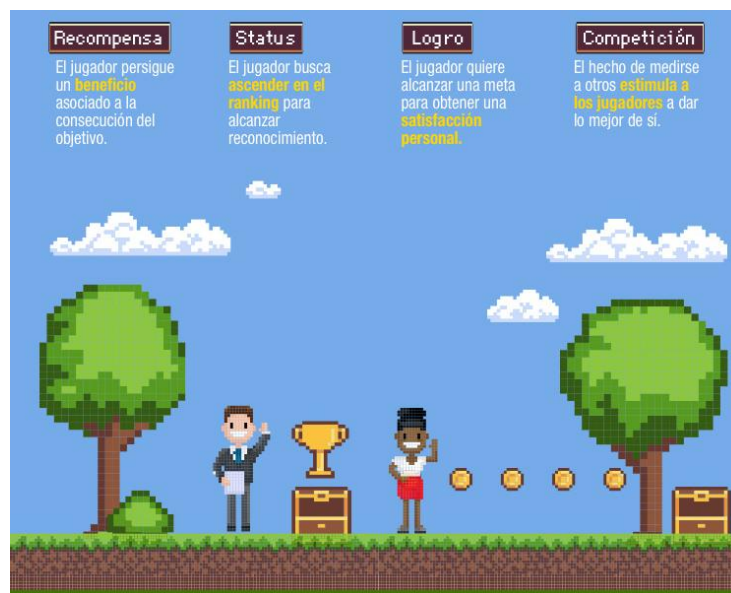 Recompensa
El jugador persigue
un beneficio
asociado a la
consecución del
objetivo.
Status
El jugador busca
ascender en el
ranking para
alcanzar
reconocimiento.
Logro
El jugador quiere
alcanzar una meta
para obtener una
satisfacción
personal.
Competición
El hecho de medirse
a otros estimula a
los jugadores a dar
lo mejor de sí.